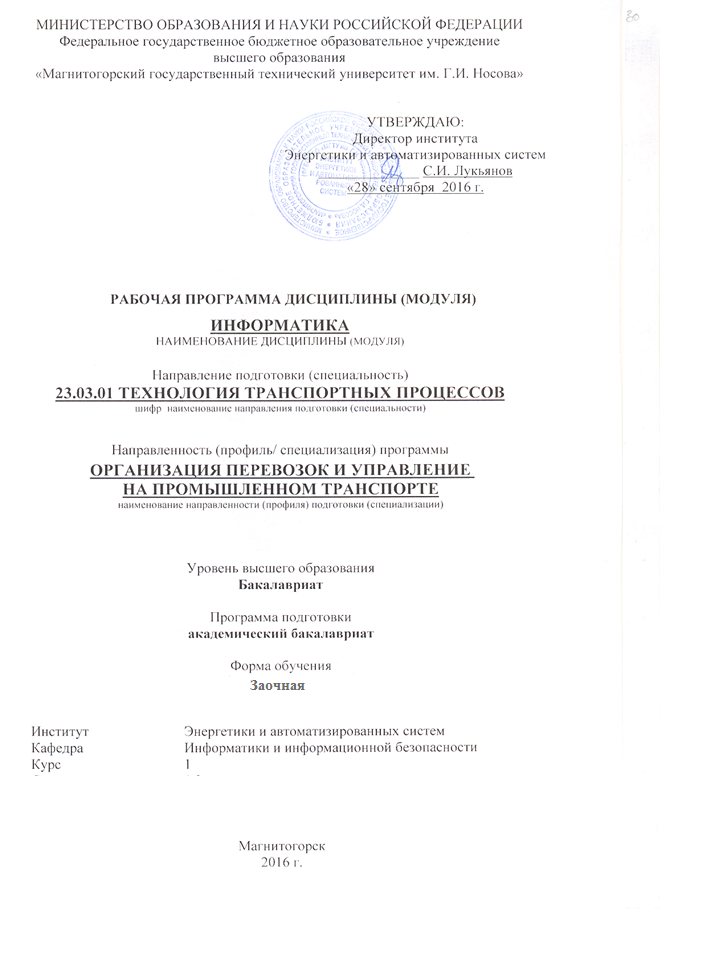 МИНИСТЕРСТВО ОБРАЗОВАНИЯ И НАУКИ РОССИЙСКОЙ ФЕДЕРАЦИИ
Федеральное государственное бюджетное образовательное учреждение
высшего образования
«Магнитогорский государственный технический университет им. Г.И. Носова»
УТВЕРЖДАЮ:
Директор института
Энергетики и автоматизированных систем
С.И. Лукьянов
«28» сентября 2016 г.
РАБОЧАЯ ПРОГРАММА ДИСЦИПЛИНЫ (МОДУЛЯ)
ИНФОРМАТИКА
НАИМЕНОВАНИЕ ДИСЦИПЛИНЫ (МОДУЛЯ)
Направление подготовки (специальность)
23.03.01 ТЕХНОЛОГИЯ ТРАНСПОРТНЫХ ПРОЦЕССОВ
шифр наименование направления подготовки (специальности)
Направленность (профиль/ специализация) программы
ОРГАНИЗАЦИЯ ПЕРЕВОЗОК И УПРАВЛЕНИЕ
НА ПРОМЫШЛЕННОМ ТРАНСПОРТЕ
наименование направленности (профиля) подготовки (специализации)
Уровень высшего образования
Бакалавриат
Программа подготовки
академический бакалавриат
Форма обучения
Заочная
Институт Энергетики и автоматизированных систем
Кафедра Информатики и информационной безопасности
Курс 1
Магнитогорск
2016 г.